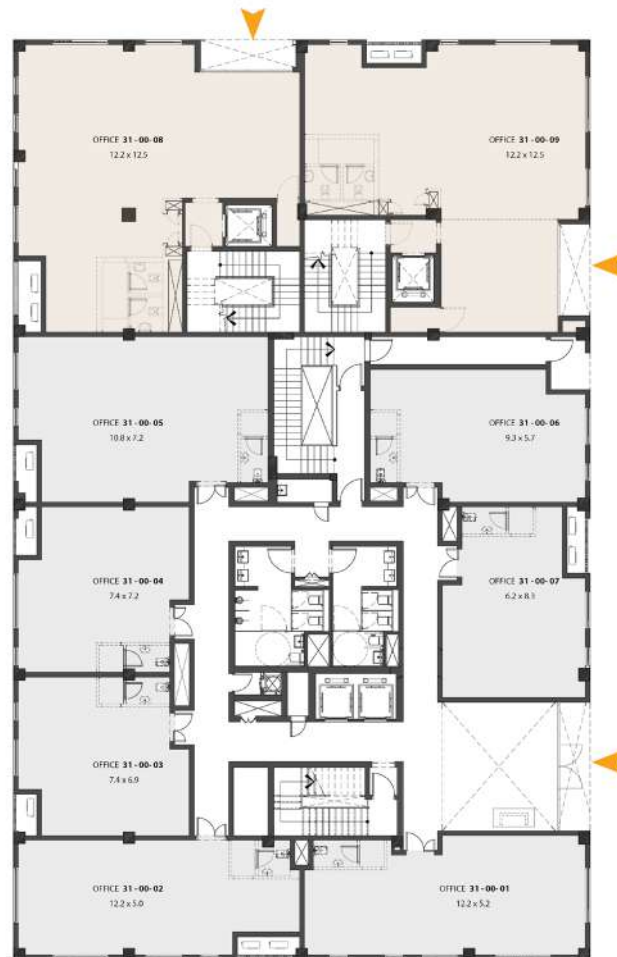 OFFICE 31-00-08
12.2 x 12.5
OFFICE 31-00-09
12.2 x 12.5
OFFICE 31-00-05
10.8 x 7.2
OFFICE 31-00-06
9.3 x 5.7
OFFICE 31-00-04
7.4 x 7.2
OFFICE 31-00-07
6.2 x 8.3
OFFICE 31-00-03
7.4 x 6.9
OFFICE 31-00-02
12.2 x 5.0
OFFICE 31-00-01
12.2 x 5.2